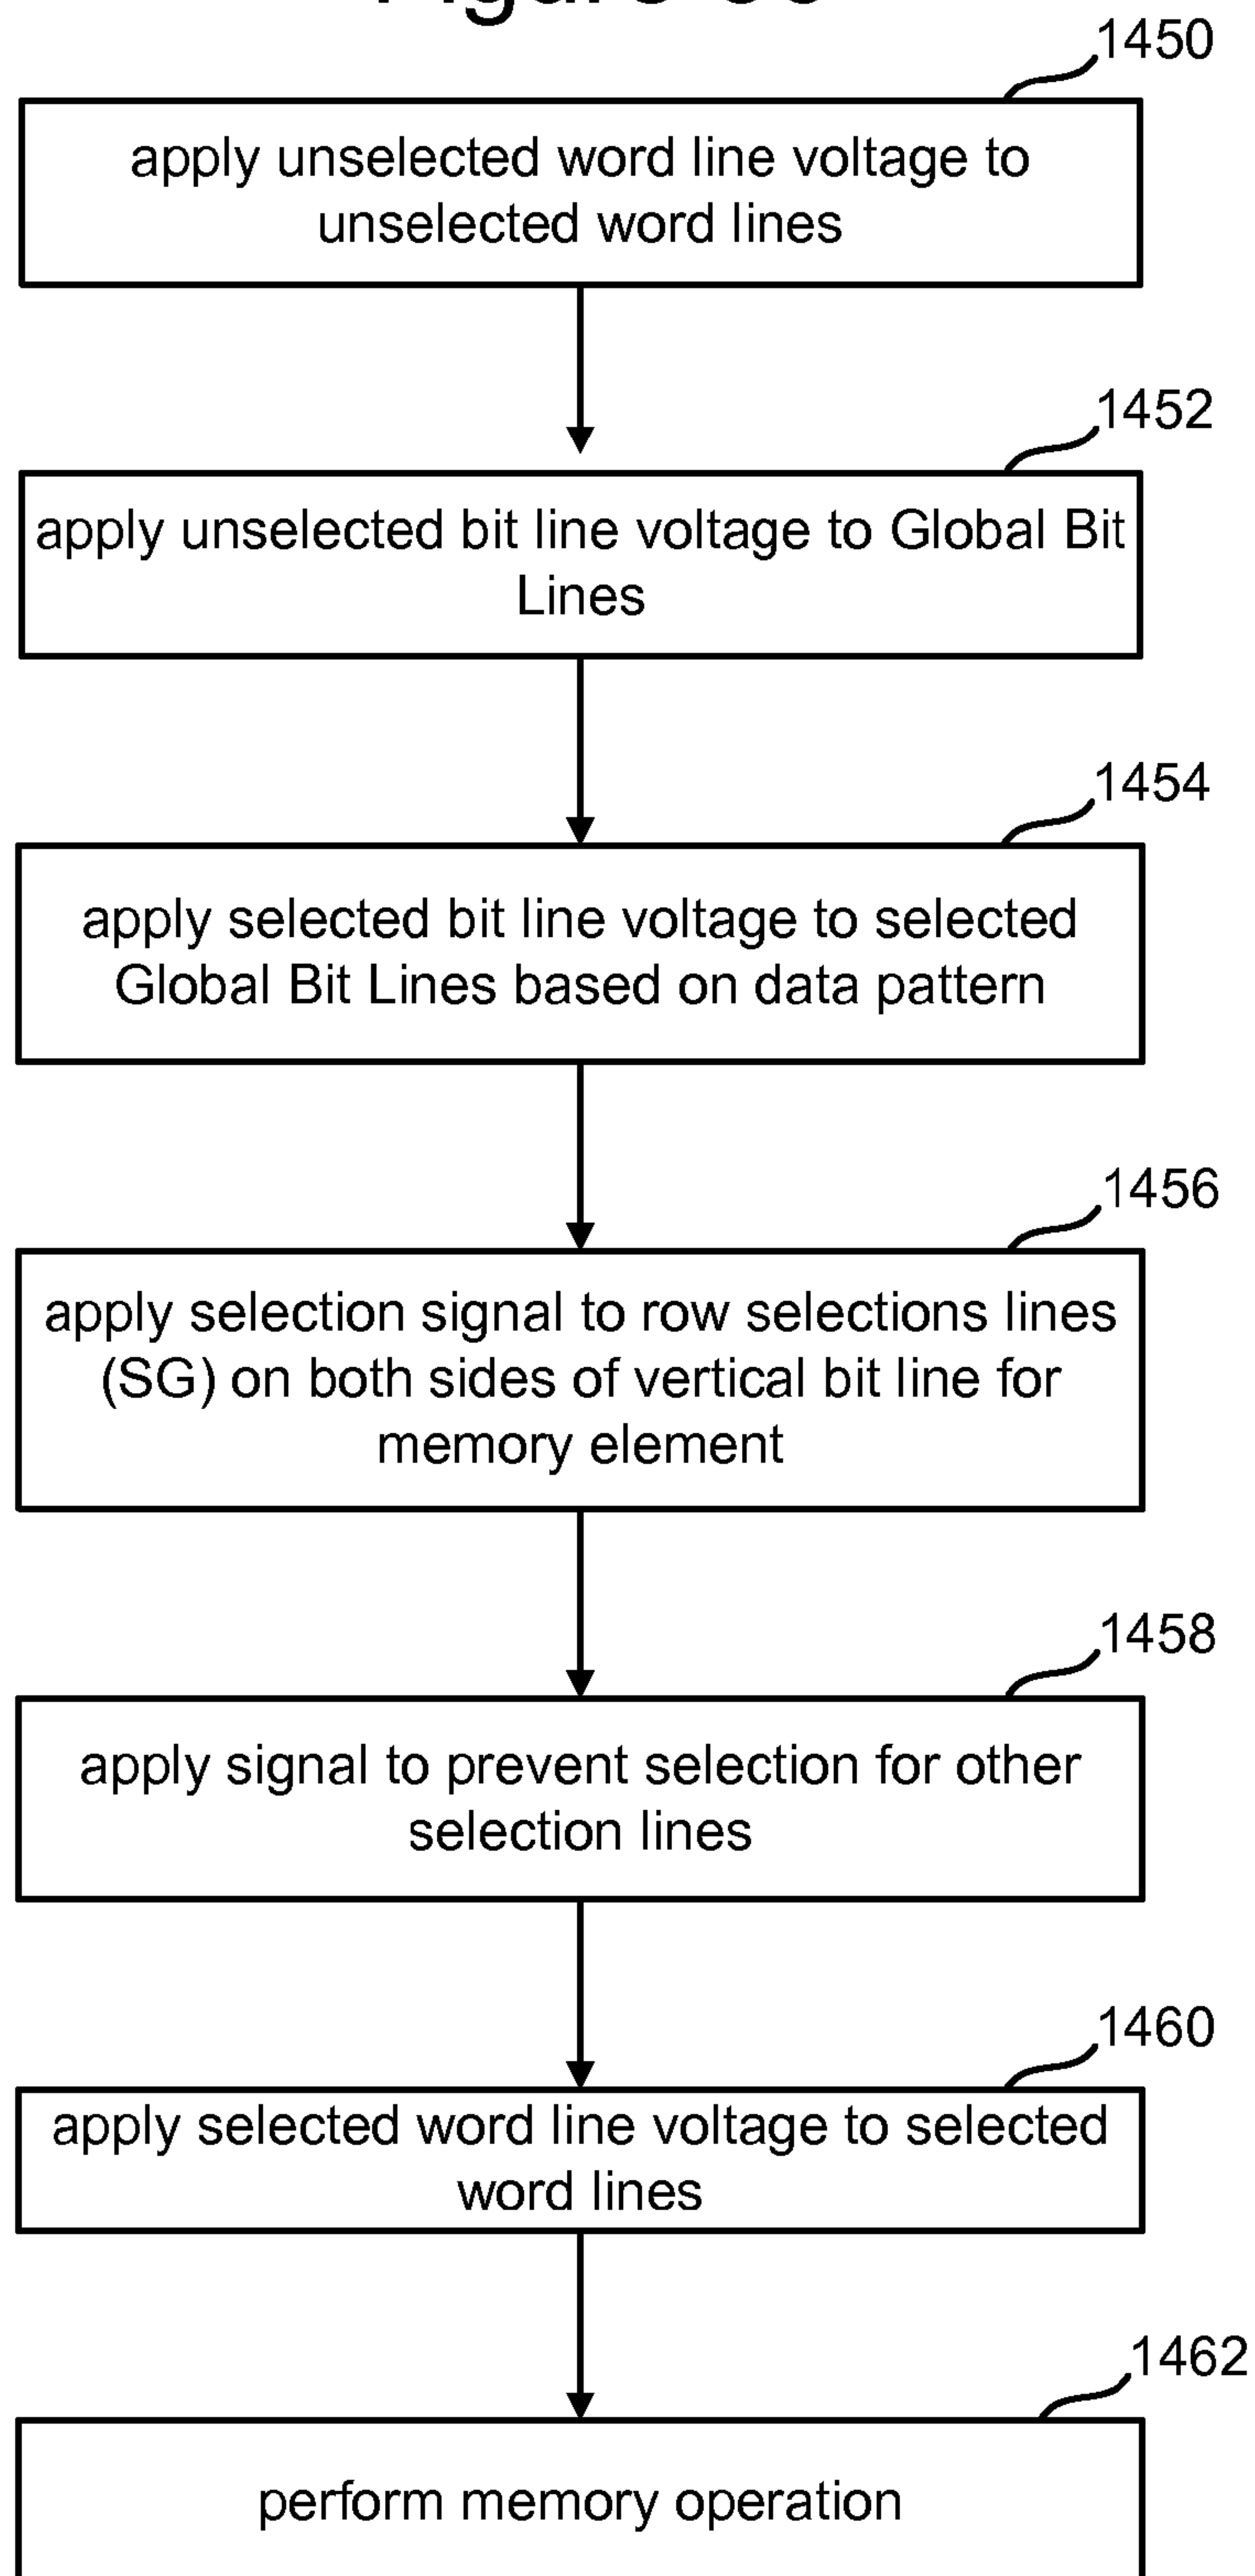 1450
apply unselected word line voltage to
unselected word lines
1452
apply unselected bit line voltage to Global Bit
Lines
1454
apply selected bit line voltage to selected
Global Bit Lines based on data pattern
1456
apply selection signal to row selections lines
(SG) on both sides of vertical bit line for
memory element
1458
apply signal to prevent selection for other
selection lines
1460
apply selected word line voltage to selected
word lines
1462
perform memory operation